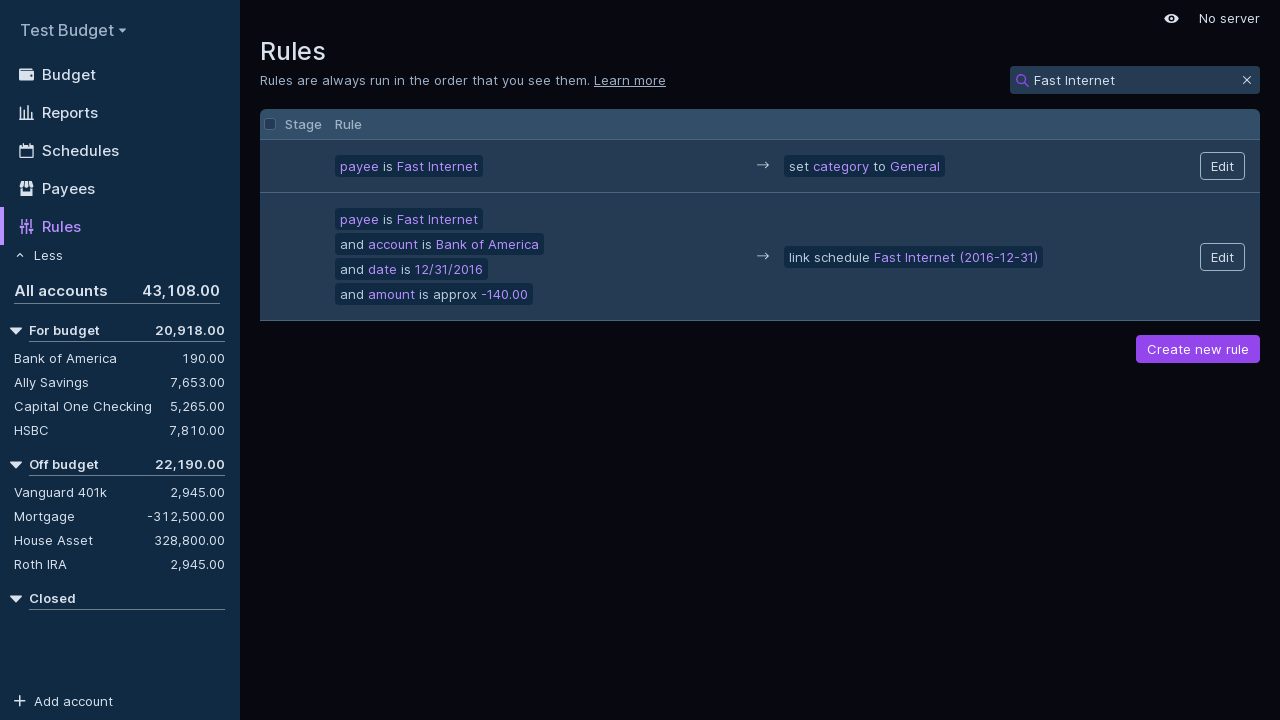 Test Budget
Budget
Reports
Schedules
Payees
Rules
Less
All accounts 43,108.00
For budget 20,918.00
Bank of America 190.00
Ally Savings 7,653.00
Capital One Checking 5,265.00
HSBC 7,810.00
Off budget 22,190.00
Vanguard 401k 2,945.00
Mortgage -312,500.00
House Asset 328,800.00
Roth IRA 2,945.00
Closed
Add account
No server
Rules
Rules are always run in the order that you see them. Learn more
Fast Internet
Stage Rule
payee is Fast Internet → set category to General Edit
payee is Fast Internet
and account is Bank of America
and date is 12/31/2016
and amount is approx -140.00
→ link schedule Fast Internet (2016-12-31) Edit
Create new rule